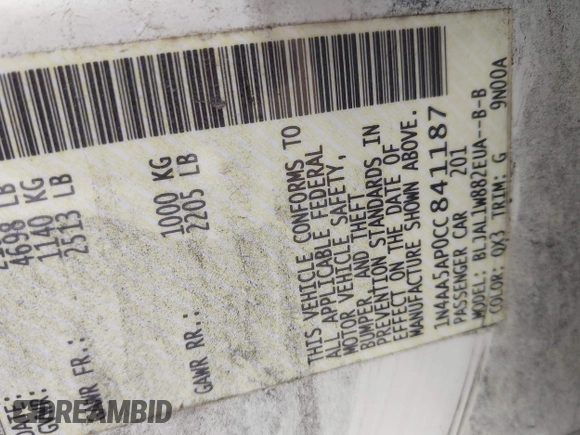 DATE:
4698 LB
1140 KG
GAWR FR.: 2513 LB
1000 KG
GAWR RR.: 2205 LB
THIS VEHICLE CONFORMS TO
ALL APPLICABLE FEDERAL
MOTOR VEHICLE SAFETY,
BUMPER, AND THEFT
PREVENTION STANDARDS IN
EFFECT ON THE DATE OF
MANUFACTURE SHOWN ABOVE.
1N4AA5AP0CC841187
PASSENGER CAR 201
MODEL: BLJAL1W882EUA---B-B
COLOR: QX3 TRIM: G 9N00A
DREAMBID